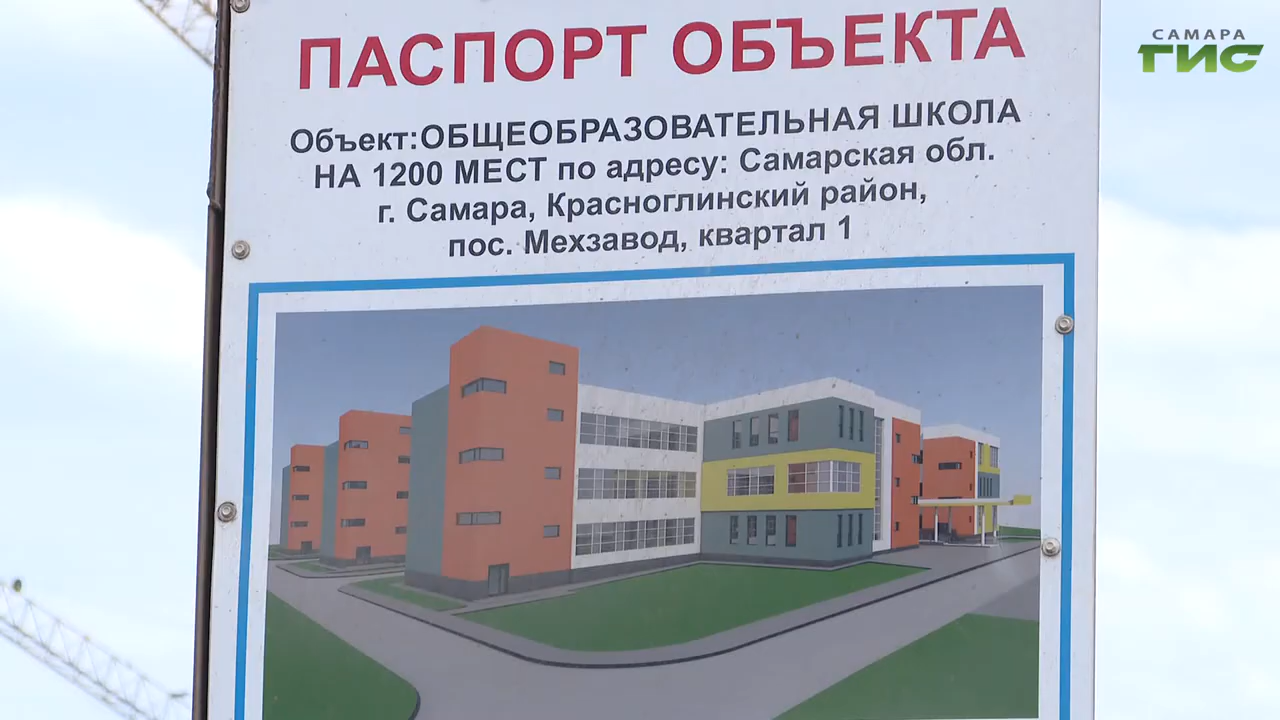 САМАРА
ГИС
ПАСПОРТ ОБЪЕКТА
Объект:ОБЩЕОБРАЗОВАТЕЛЬНАЯ ШКОЛА
НА 1200 МЕСТ по адресу: Самарская обл.
г. Самара, Красноглинский район,
пос. Мехзавод, квартал 1